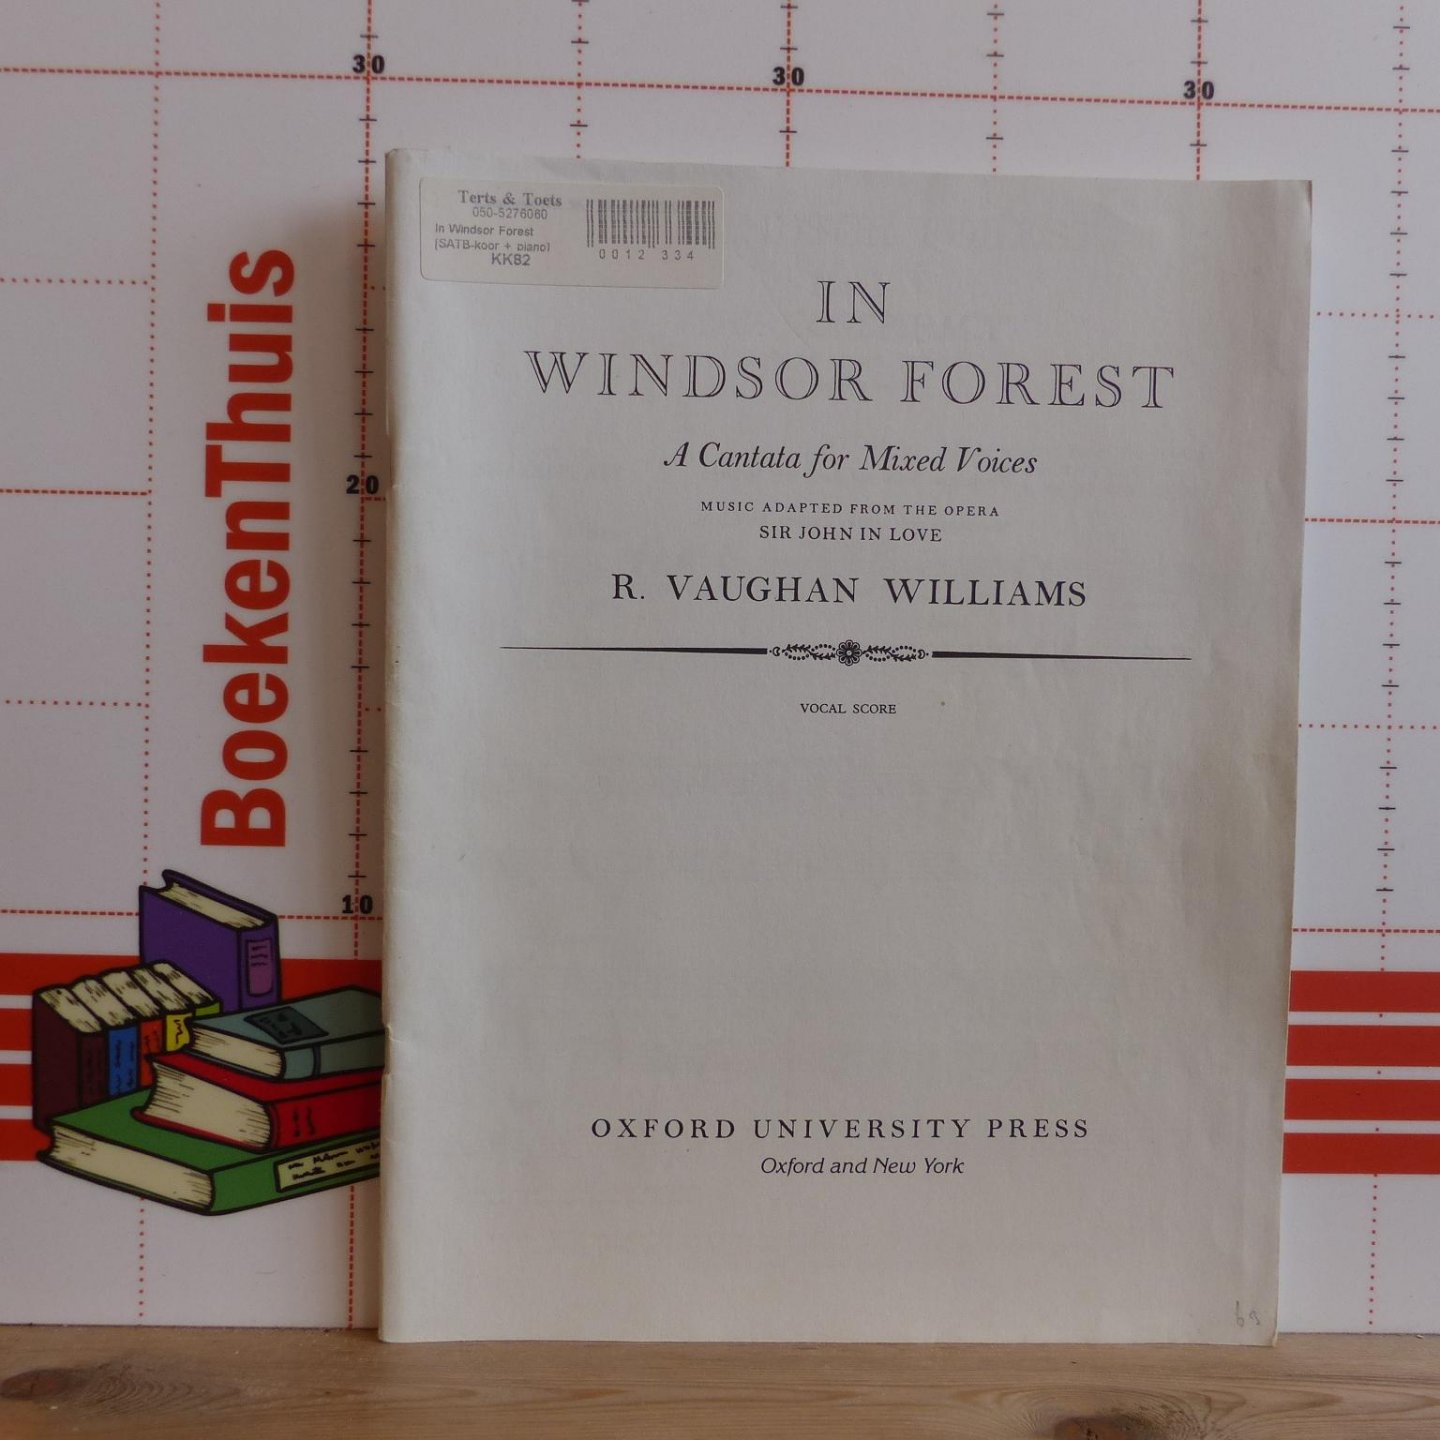 30
30
30
20
10
BoekenThuis
Terts & Toets
050-5276060
In Windsor Forest
[SATB-koor + piano]
KK82
0012 334
IN
WINDSOR FOREST
A Cantata for Mixed Voices
MUSIC ADAPTED FROM THE OPERA
SIR JOHN IN LOVE
R. VAUGHAN WILLIAMS
VOCAL SCORE
OXFORD UNIVERSITY PRESS
Oxford and New York